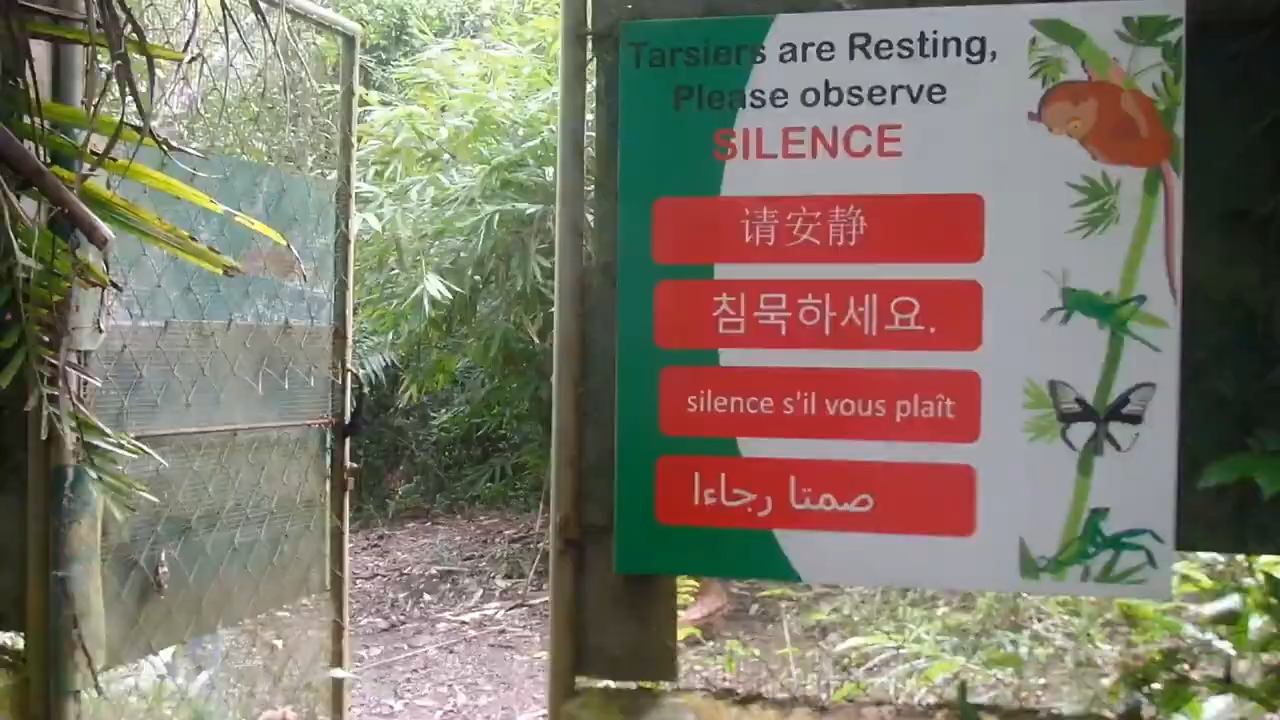 Tarsiers are Resting,
Please observe
SILENCE
请安静
침묵하세요.
silence s'il vous plaît
صمتا رجاءا